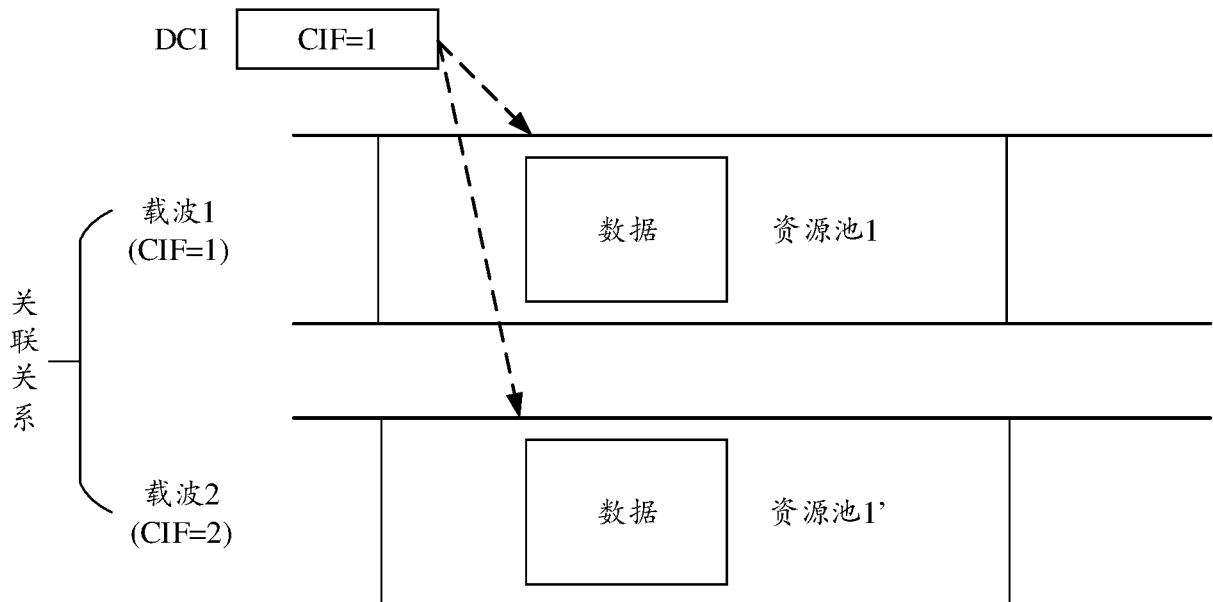 DCI
CIF=1
载波1
(CIF=1)
数据
资源池1
关联关系
载波2
(CIF=2)
数据
资源池1’